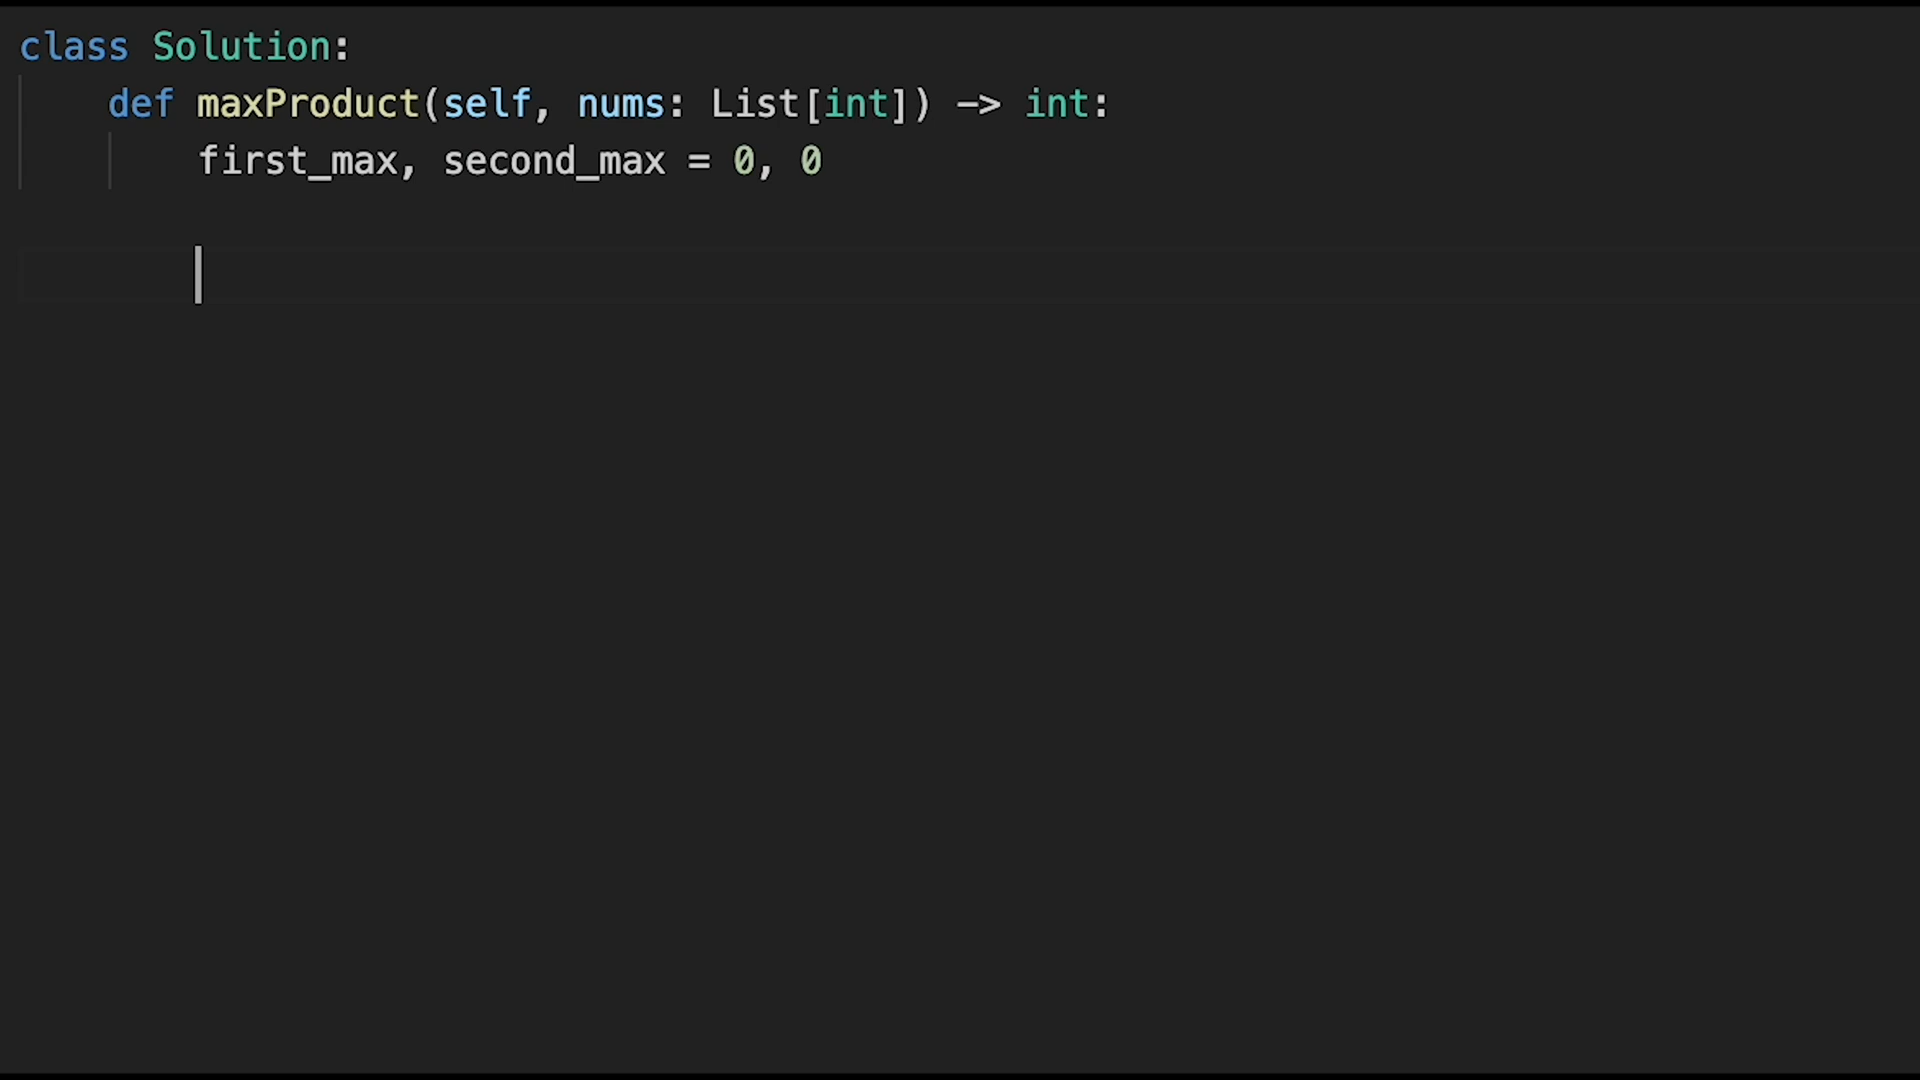 class Solution:
    def maxProduct(self, nums: List[int]) -> int:
        first_max, second_max = 0, 0